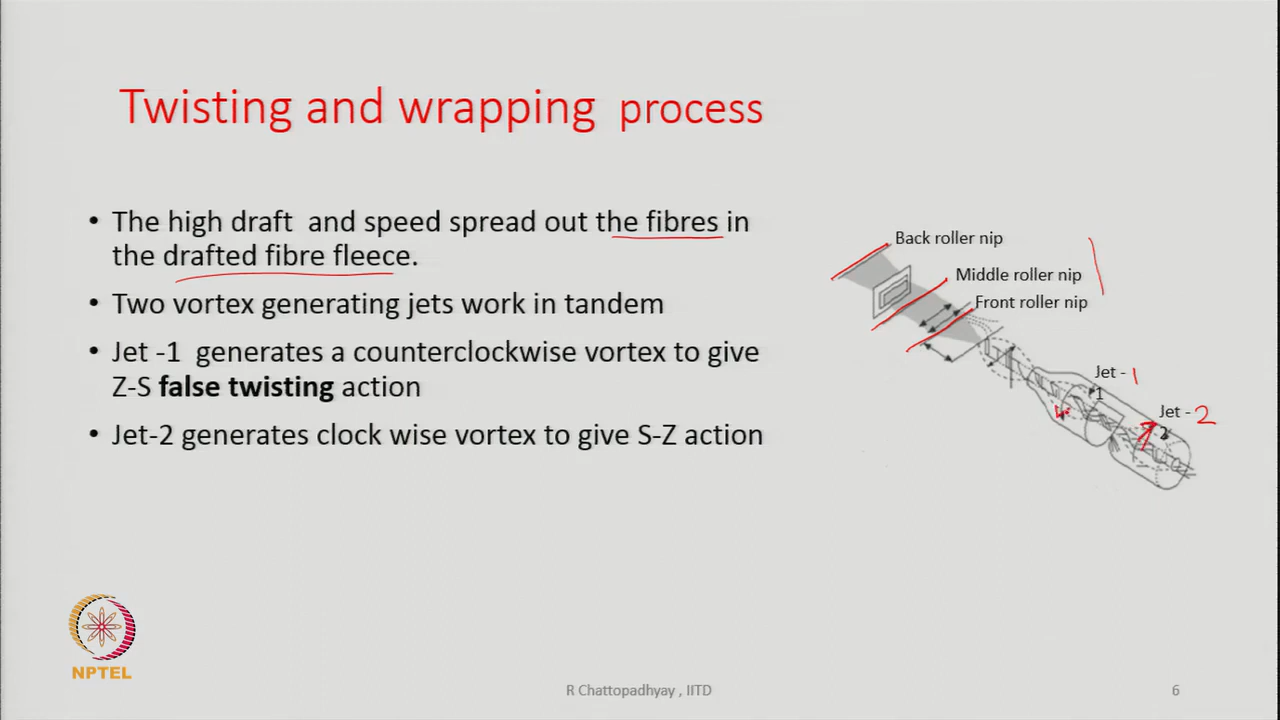 Twisting and wrapping process
• The high draft and speed spread out the fibres in
the drafted fibre fleece.
• Two vortex generating jets work in tandem
• Jet -1 generates a counterclockwise vortex to give
Z-S false twisting action
• Jet-2 generates clock wise vortex to give S-Z action
Back roller nip
Middle roller nip
Front roller nip
Jet - 1
1
Jet - 2
2
NPTEL
R Chattopadhyay , IITD
6